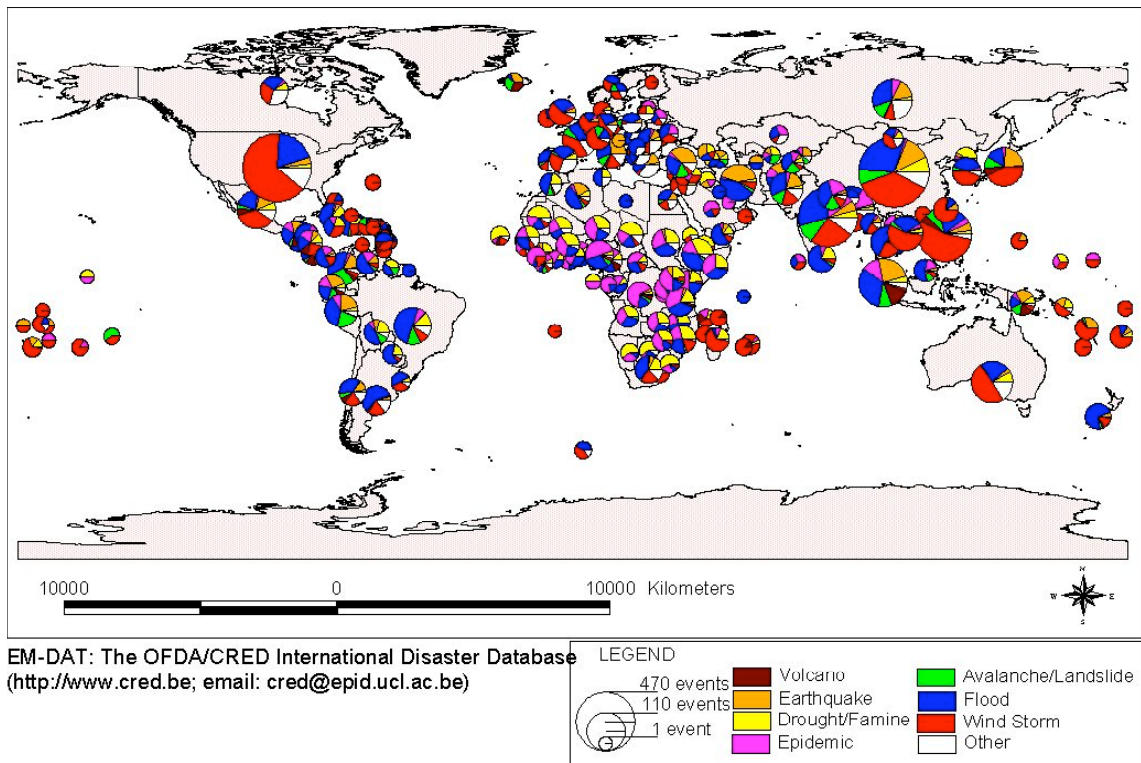 10000 0 10000 Kilometers
N
W E
S
EM-DAT: The OFDA/CRED International Disaster Database
(http://www.cred.be; email: cred@epid.ucl.ac.be)
LEGEND
470 events
110 events
1 event
Volcano
Earthquake
Drought/Famine
Epidemic
Avalanche/Landslide
Flood
Wind Storm
Other